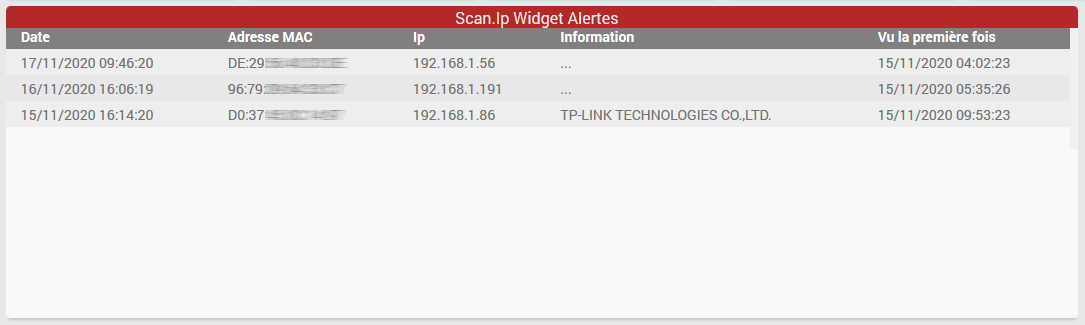 Scan.Ip Widget Alertes
Date Adresse MAC Ip Information Vu la première fois
17/11/2020 09:46:20 DE:29: 192.168.1.56 ... 15/11/2020 04:02:23
16/11/2020 16:06:19 96:79: 192.168.1.191 ... 15/11/2020 05:35:26
15/11/2020 16:14:20 D0:37 192.168.1.86 TP-LINK TECHNOLOGIES CO.,LTD. 15/11/2020 09:53:23